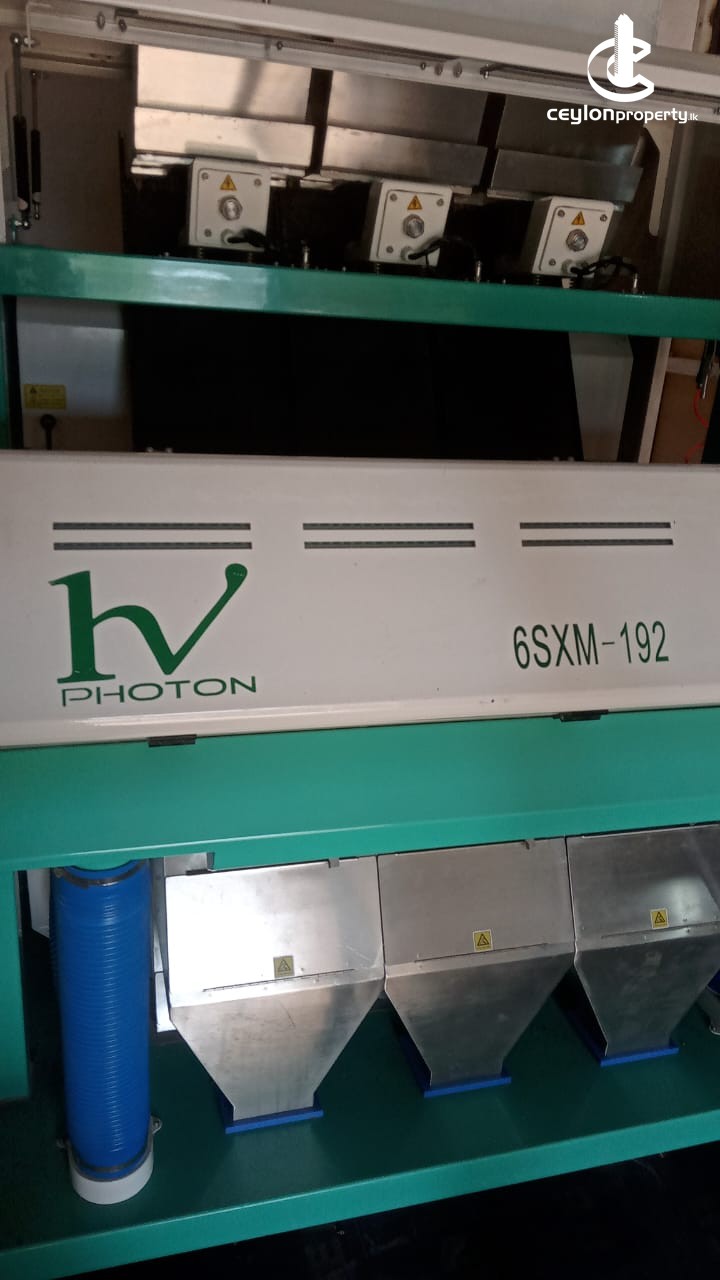 ceylonproperty.lk
hv
PHOTON
6SXM-192